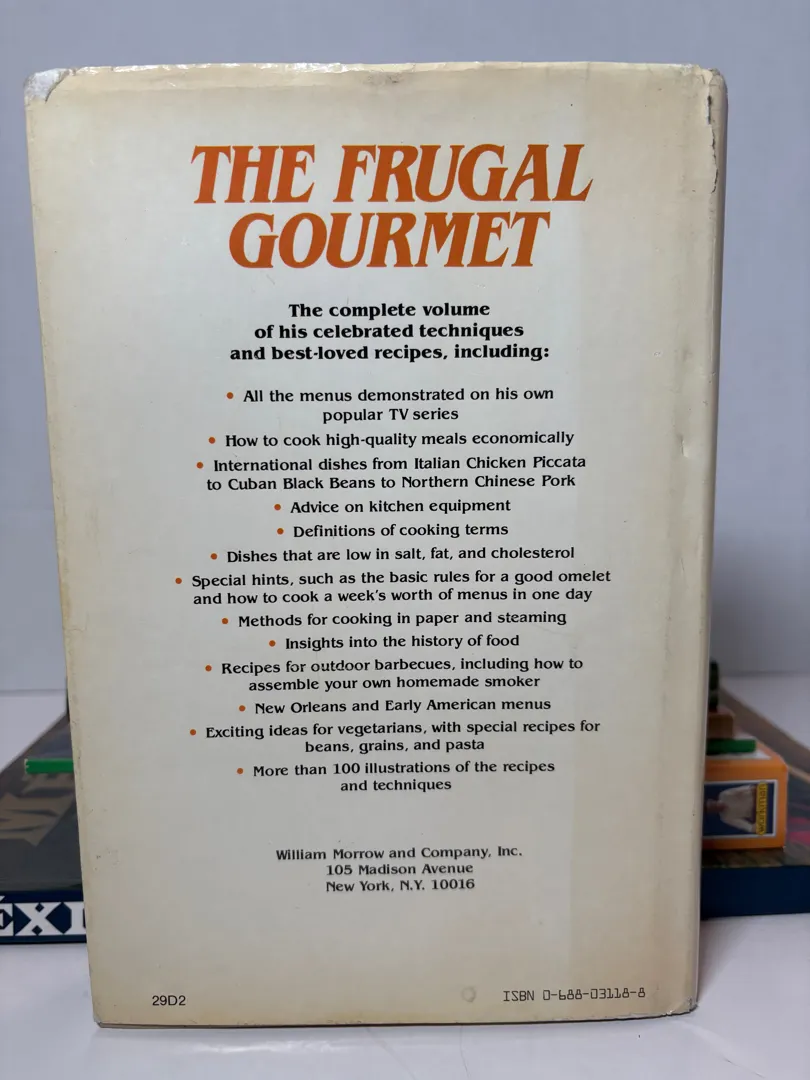 THE FRUGAL
GOURMET
The complete volume
of his celebrated techniques
and best-loved recipes, including:
• All the menus demonstrated on his own
popular TV series
• How to cook high-quality meals economically
• International dishes from Italian Chicken Piccata
to Cuban Black Beans to Northern Chinese Pork
• Advice on kitchen equipment
• Definitions of cooking terms
• Dishes that are low in salt, fat, and cholesterol
• Special hints, such as the basic rules for a good omelet
and how to cook a week's worth of menus in one day
• Methods for cooking in paper and steaming
• Insights into the history of food
• Recipes for outdoor barbecues, including how to
assemble your own homemade smoker
• New Orleans and Early American menus
• Exciting ideas for vegetarians, with special recipes for
beans, grains, and pasta
• More than 100 illustrations of the recipes
and techniques
William Morrow and Company, Inc.
105 Madison Avenue
New York, N.Y. 10016
29D2
ISBN 0-688-03118-8
ÉXI